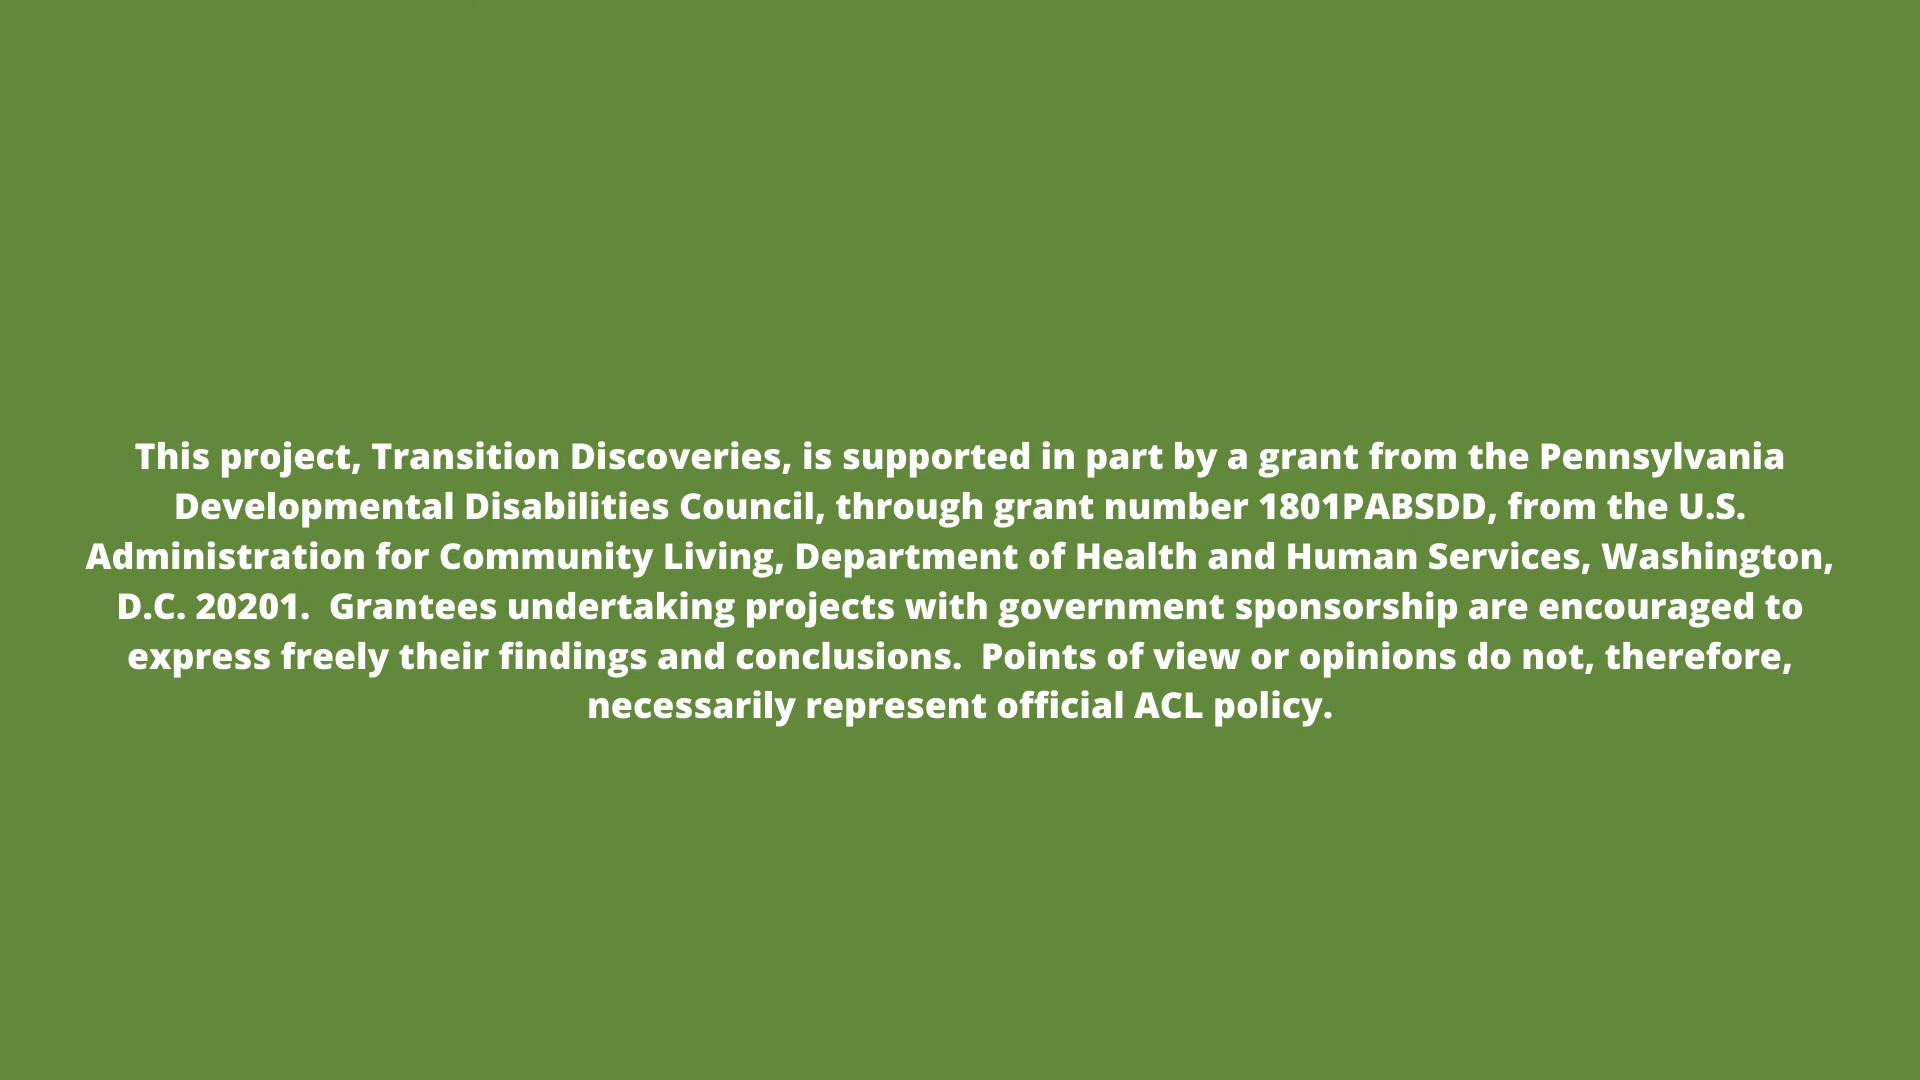 This project, Transition Discoveries, is supported in part by a grant from the Pennsylvania
Developmental Disabilities Council, through grant number 1801PABSDD, from the U.S.
Administration for Community Living, Department of Health and Human Services, Washington,
D.C. 20201.  Grantees undertaking projects with government sponsorship are encouraged to
express freely their findings and conclusions.  Points of view or opinions do not, therefore,
necessarily represent official ACL policy.